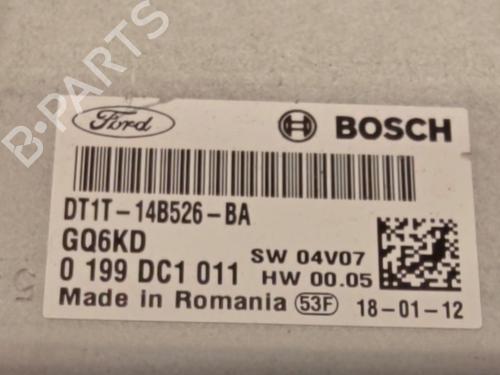 B-PARTS
Ford
BOSCH
DT1T-14B526-BA
GQ6KD
0 199 DC1 011
SW 04V07
HW 00.05
Made in Romania 53F 18-01-12